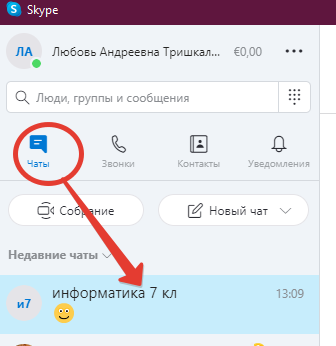 Skype
ЛА Любовь Андреевна Тришкал... €0,00
Люди, группы и сообщения
Чаты Звонки Контакты Уведомления
Собрание Новый чат
Недавние чаты
и7 информатика 7 кл 13:09